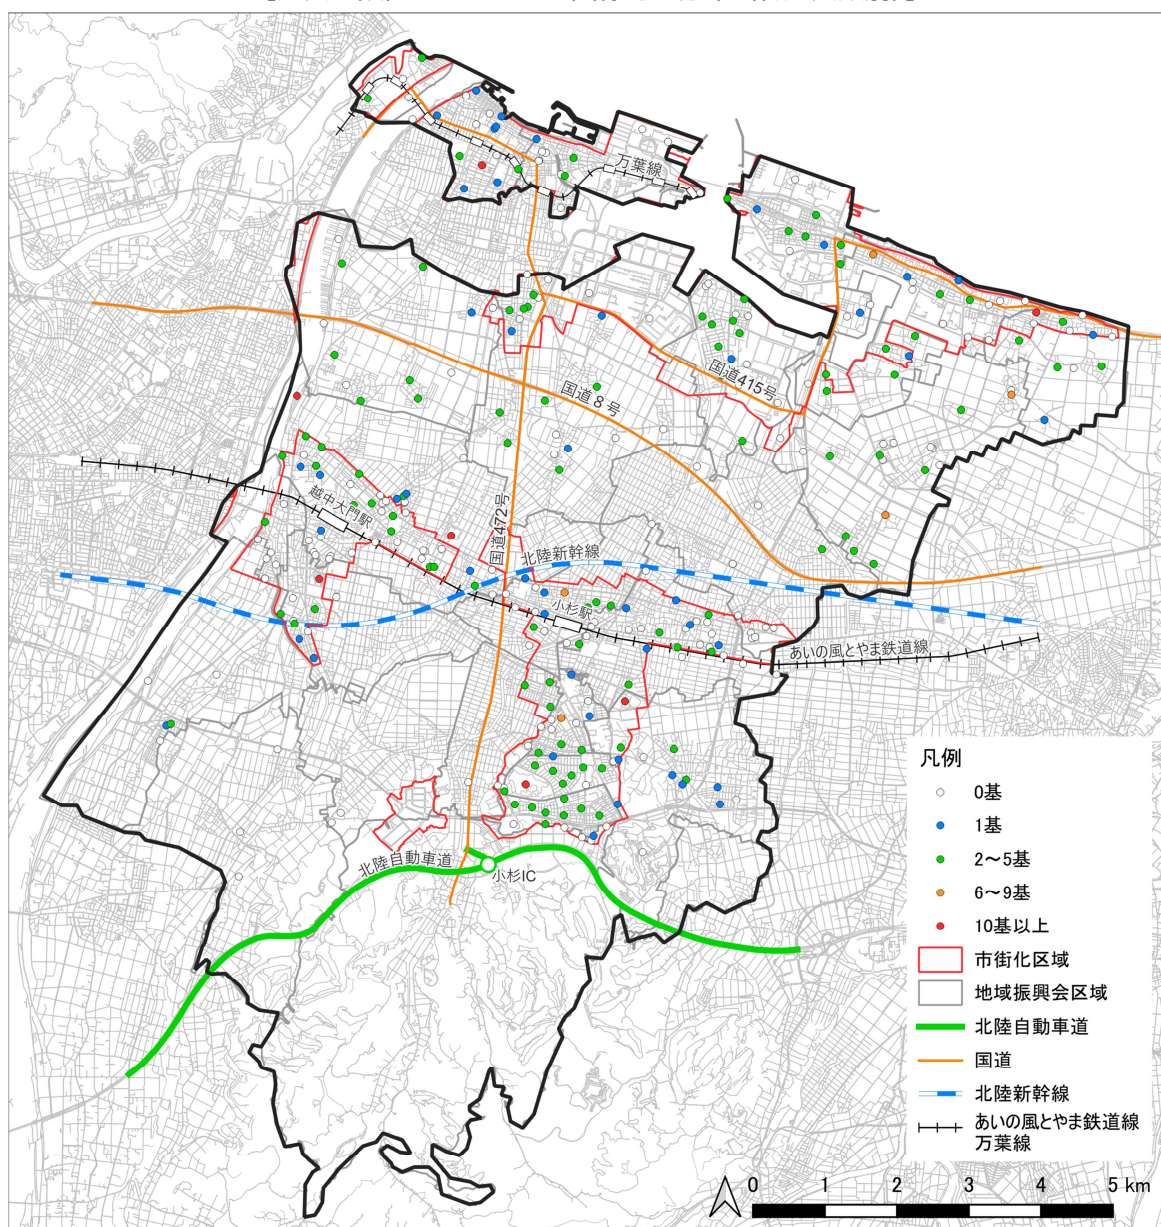 万葉線
国道415号
国道8号
越中大門駅
国道472号
北陸新幹線
小杉駅
あいの風とやま鉄道線
北陸自動車道
小杉IC
凡例
0基
1基
2～5基
6～9基
10基以上
市街化区域
地域振興会区域
北陸自動車道
国道
北陸新幹線
あいの風とやま鉄道線
万葉線
0 1 2 3 4 5 km